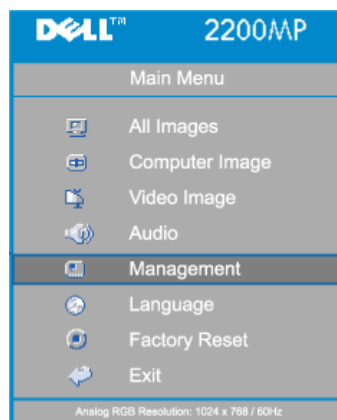 DELL™ 2200MP
Main Menu
All Images
Computer Image
Video Image
Audio
Management
Language
Factory Reset
Exit
Analog RGB Resolution: 1024 x 768 / 60Hz